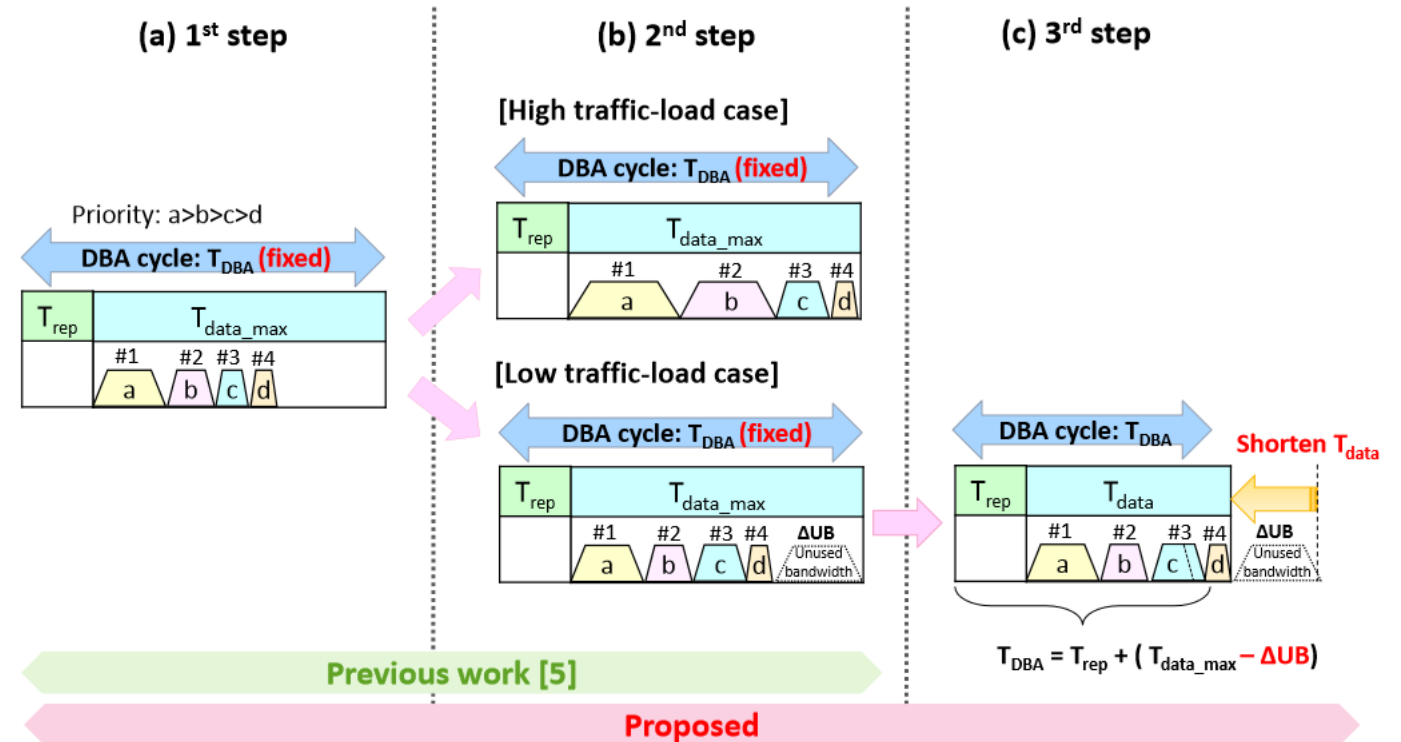 (a) 1st step
Priority: a>b>c>d
DBA cycle: TDBA (fixed)
Trep
Tdata_max
#1 #2 #3 #4
a b c d
(b) 2nd step
[High traffic-load case]
DBA cycle: TDBA (fixed)
Trep
Tdata_max
#1 #2 #3 #4
a b c d
[Low traffic-load case]
DBA cycle: TDBA (fixed)
Trep
Tdata_max
#1 #2 #3 #4 ΔUB
a b c d
Unused
bandwidth
(c) 3rd step
DBA cycle: TDBA
Shorten Tdata
Trep
Tdata
#1 #2 #3 #4 ΔUB
a b c d
Unused
bandwidth
TDBA = Trep + ( Tdata_max – ΔUB)
Previous work [5]
Proposed